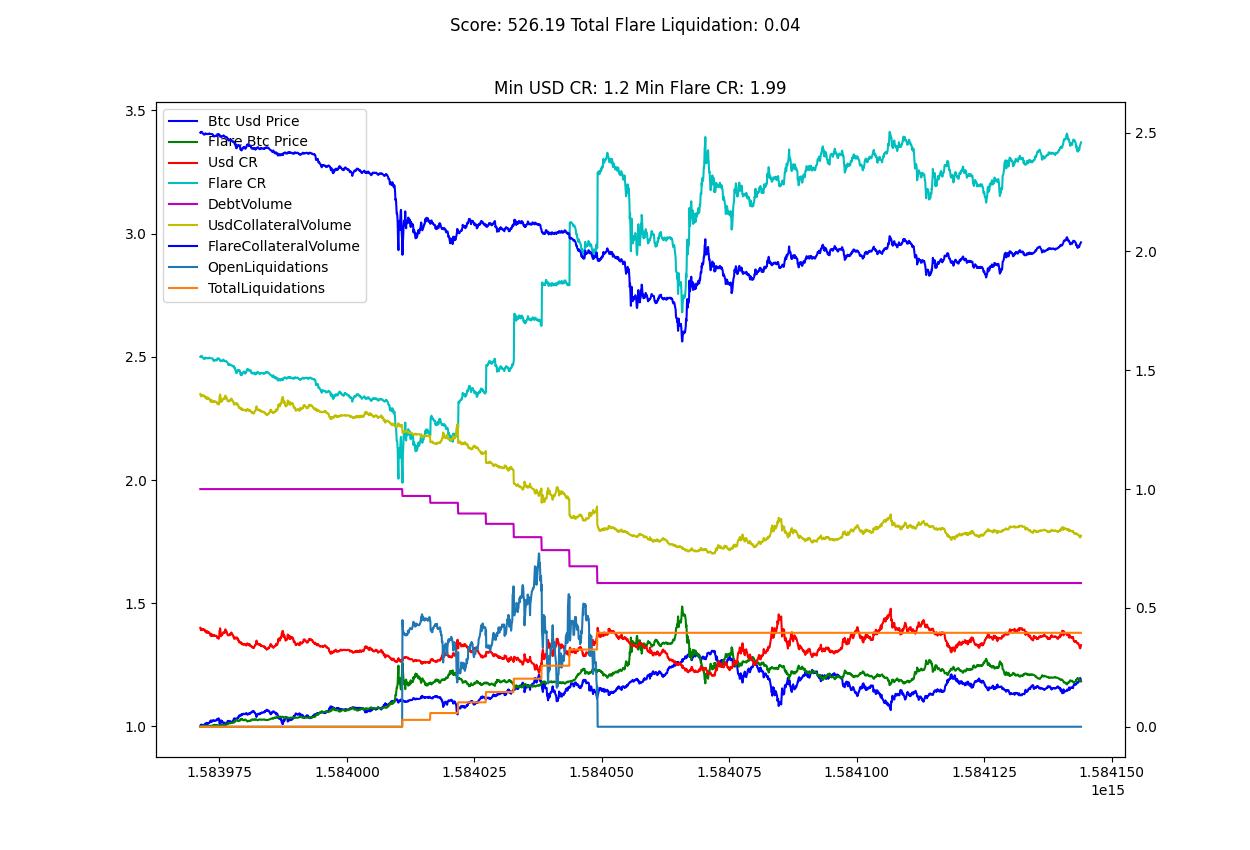 Score: 526.19 Total Flare Liquidation: 0.04
Min USD CR: 1.2 Min Flare CR: 1.99
3.5
3.0
2.5
2.0
1.5
1.0
Btc Usd Price
Flare Btc Price
Usd CR
Flare CR
DebtVolume
UsdCollateralVolume
FlareCollateralVolume
OpenLiquidations
TotalLiquidations
2.5
2.0
1.5
1.0
0.5
0.0
1.583975 1.584000 1.584025 1.584050 1.584075 1.584100 1.584125 1.584150
1e15